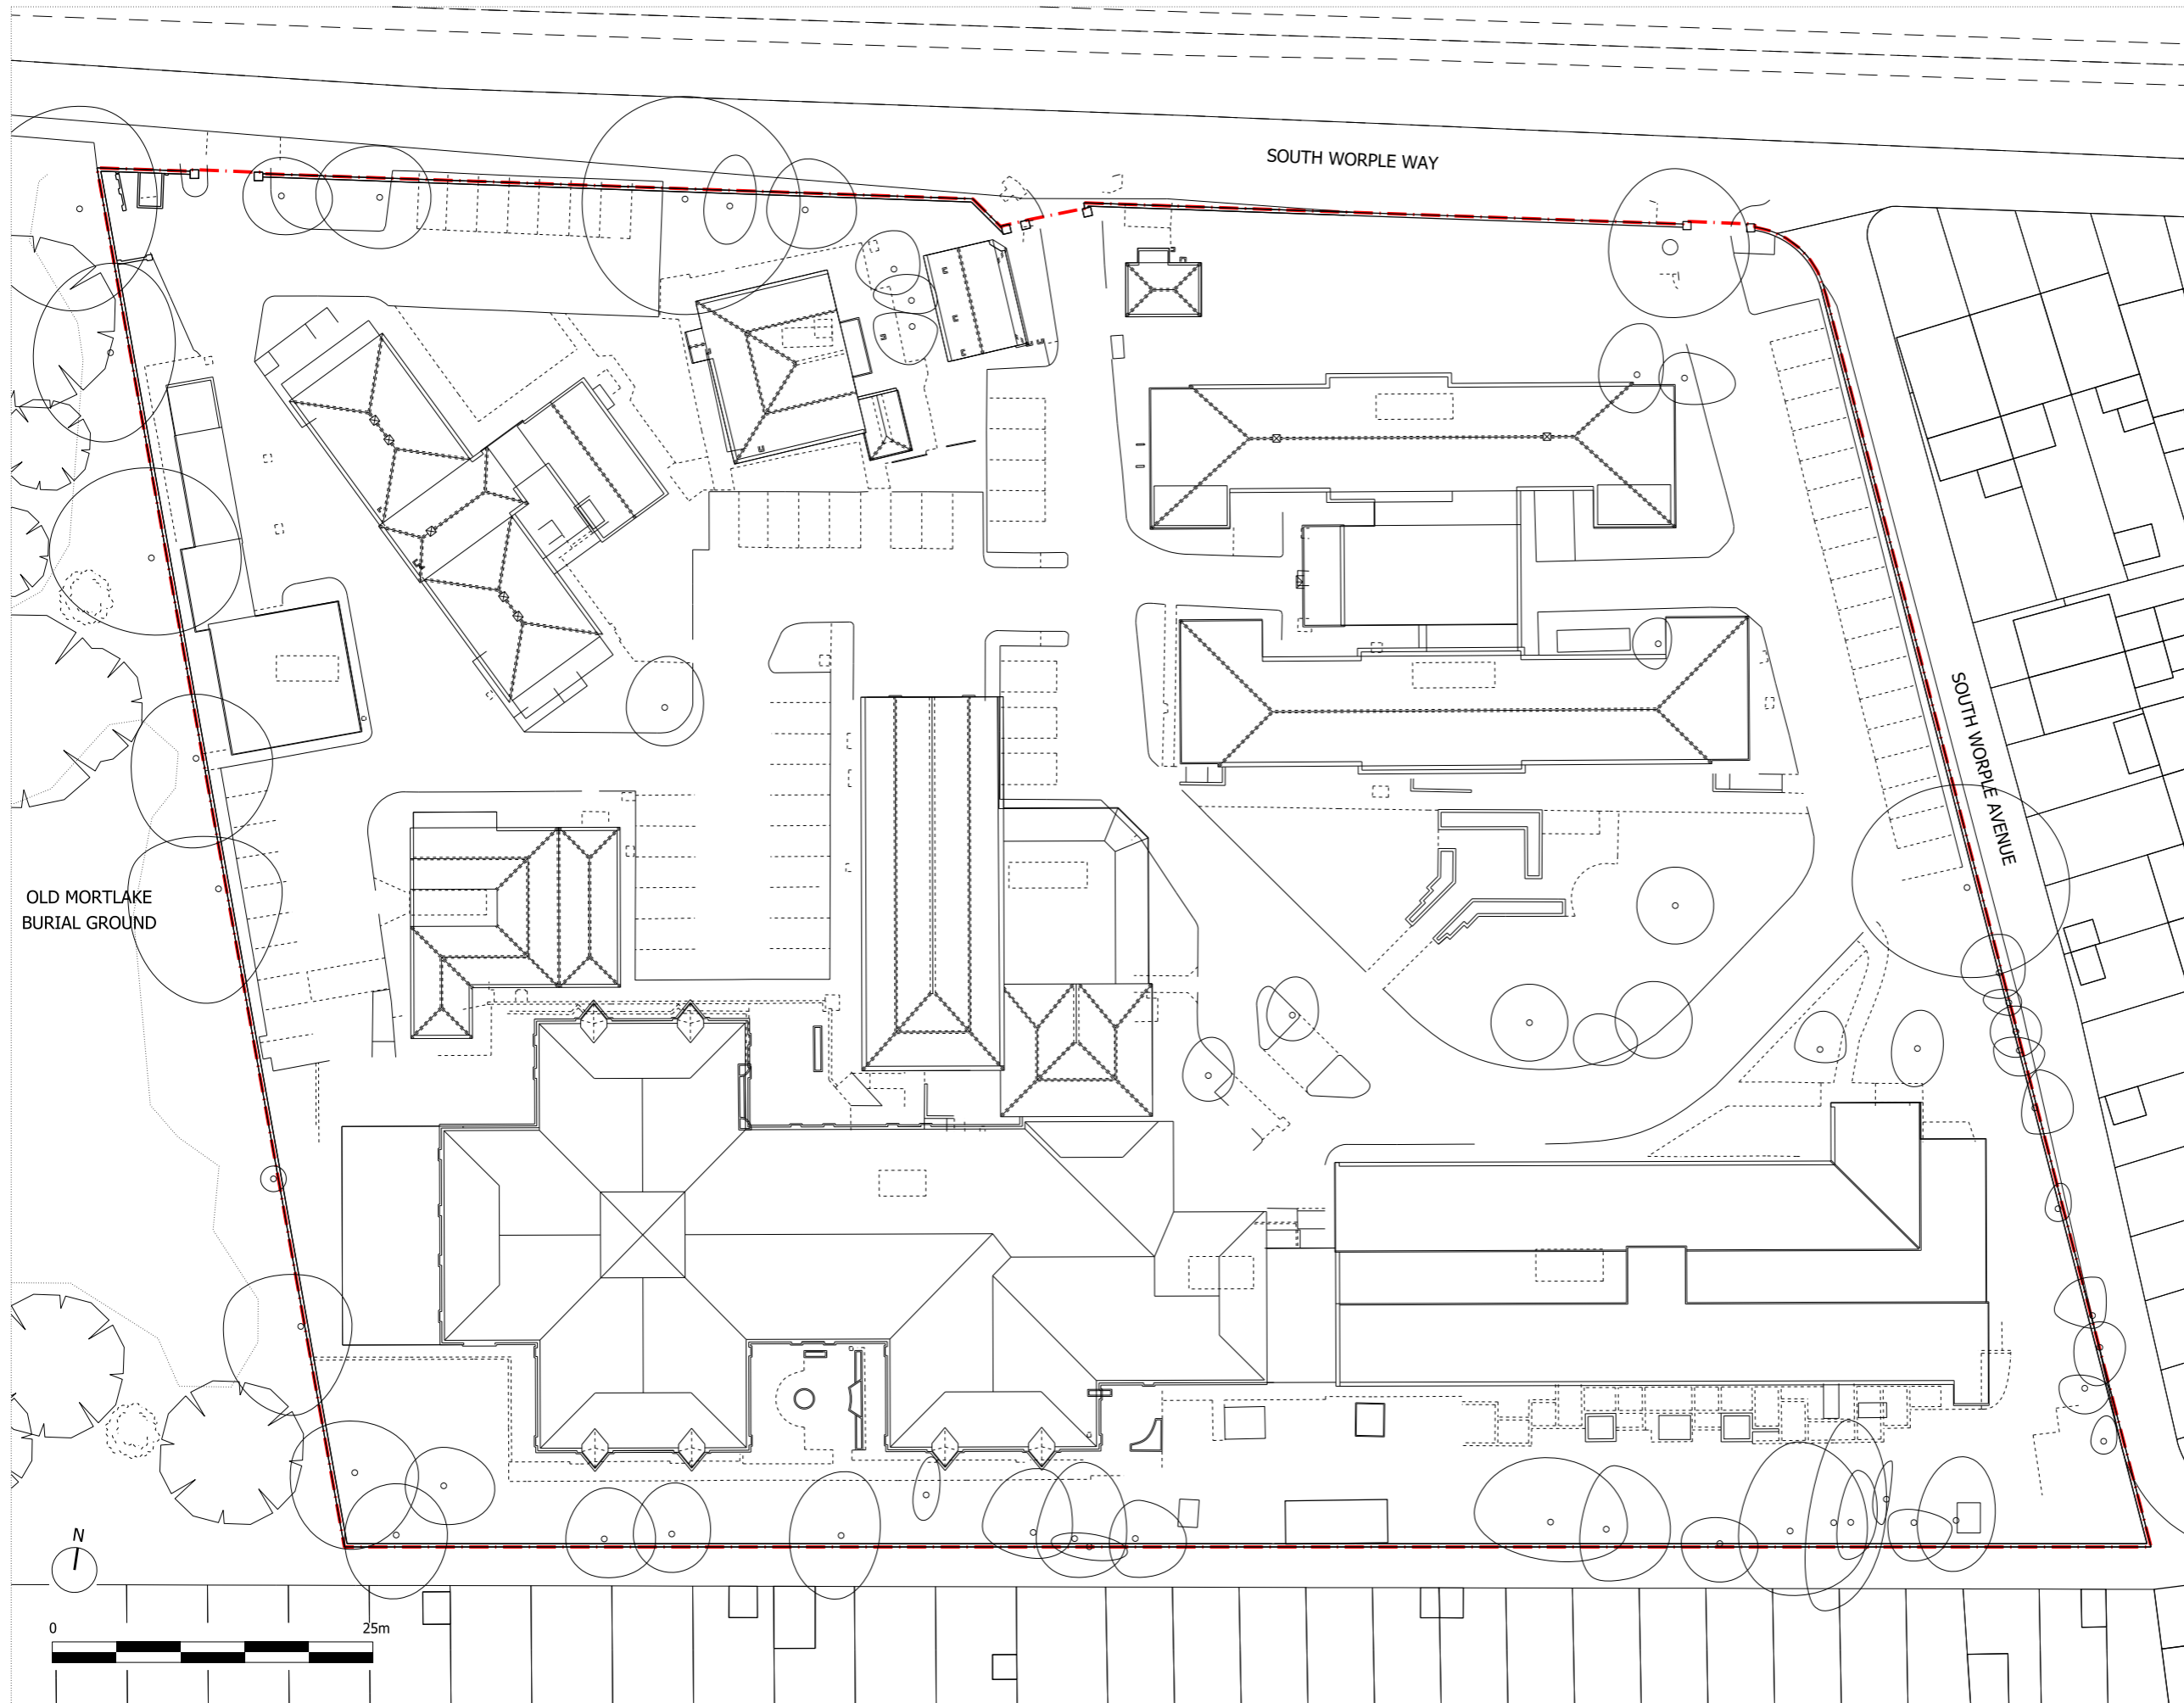 SOUTH WORPLE WAY
SOUTH WORPLE AVENUE
OLD MORTLAKE
BURIAL GROUND
N
0 25m